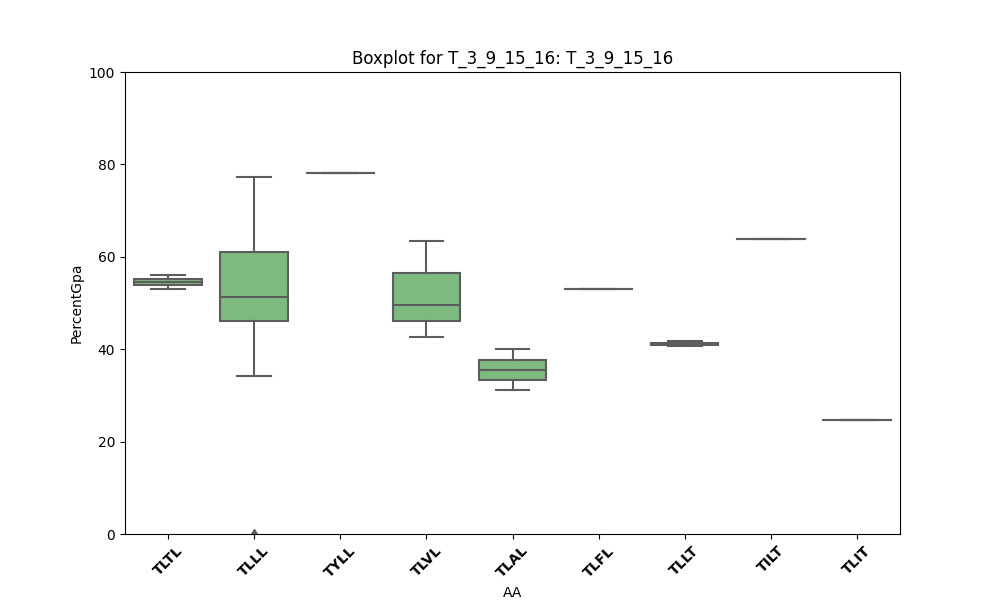 Boxplot for T_3_9_15_16: T_3_9_15_16
PercentGpa
100
80
60
40
20
0
TLTL
TLLL
TYLL
TLVL
TLAL
TLFL
TLLT
TILT
TLIT
AA